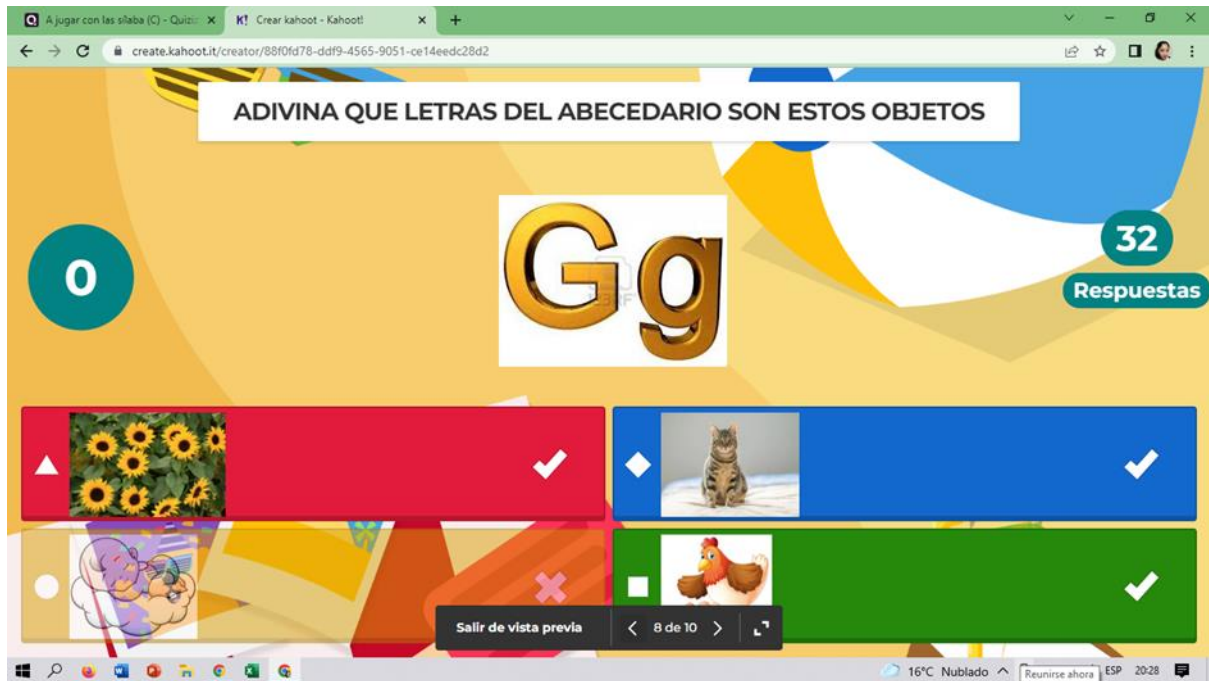 A jugar con las sílaba (C) - Quiziz
K! Crear kahoot - Kahoot!
create.kahoot.it/creator/88f0fd78-ddf9-4565-9051-ce14eedc28d2
ADIVINA QUE LETRAS DEL ABECEDARIO SON ESTOS OBJETOS
Gg
0
32
Respuestas
Salir de vista previa
8 de 10
16°C Nublado
Reunirse ahora
ESP
20:28